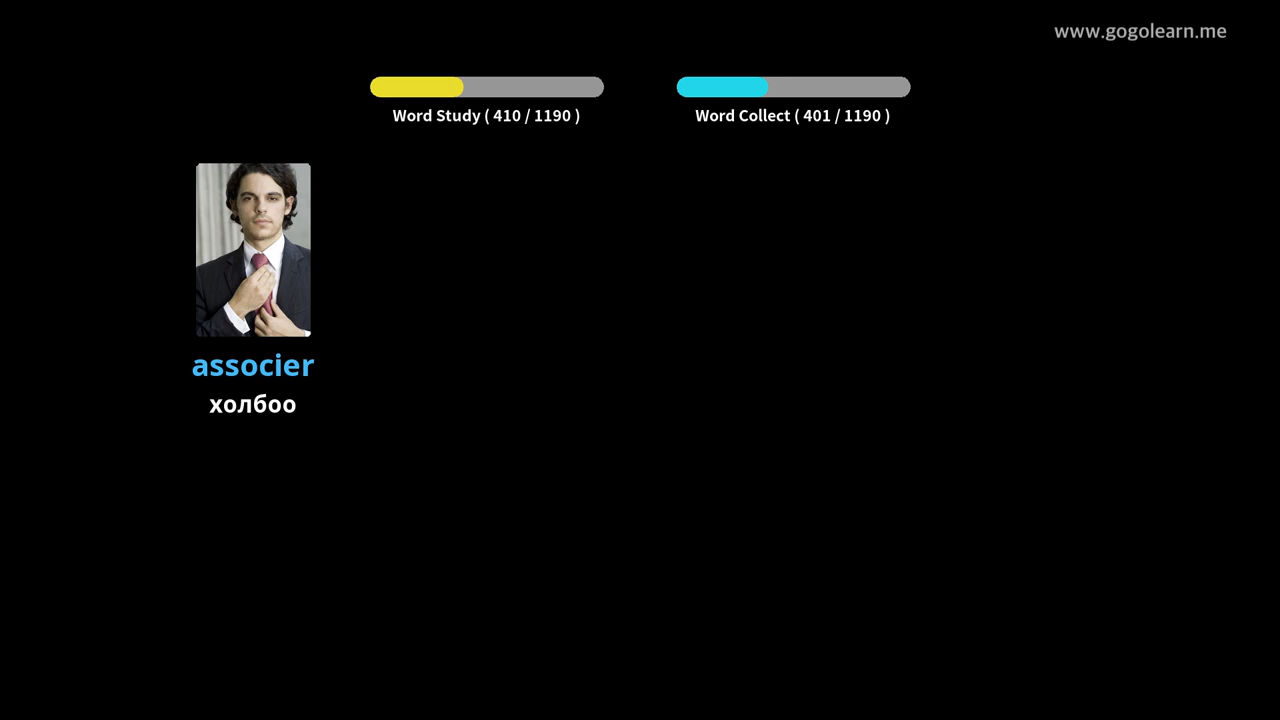 www.gogolearn.me
Word Study ( 410 / 1190 )
Word Collect ( 401 / 1190 )
associer
холбоо